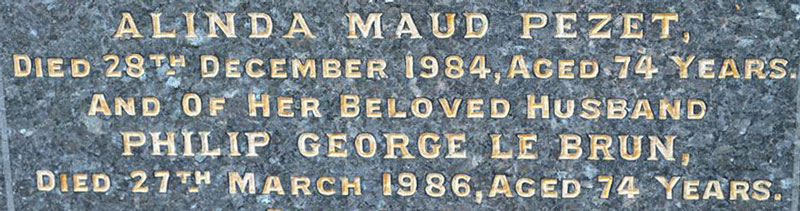 ALINDA MAUD PEZET,
DIED 28TH DECEMBER 1984, AGED 74 YEARS.
AND OF HER BELOVED HUSBAND
PHILIP GEORGE LE BRUN,
DIED 27TH MARCH 1986, AGED 74 YEARS.